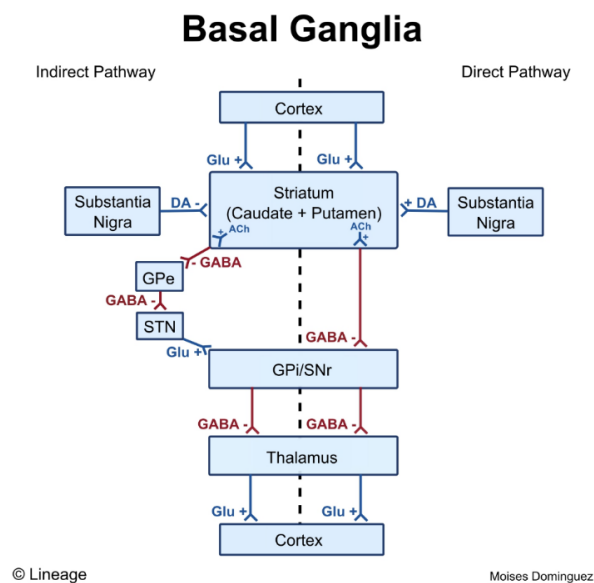 Basal Ganglia
Indirect Pathway
Direct Pathway
Cortex
Glu +
Glu +
Substantia
Nigra
DA -
Striatum
(Caudate + Putamen)
+ DA
Substantia
Nigra
+ ACh
ACh
+
- GABA
GPe
GABA -
STN
Glu +
GABA -
GPi/SNr
GABA -
GABA -
Thalamus
Glu +
Glu +
Cortex
© Lineage
Moises Dominguez